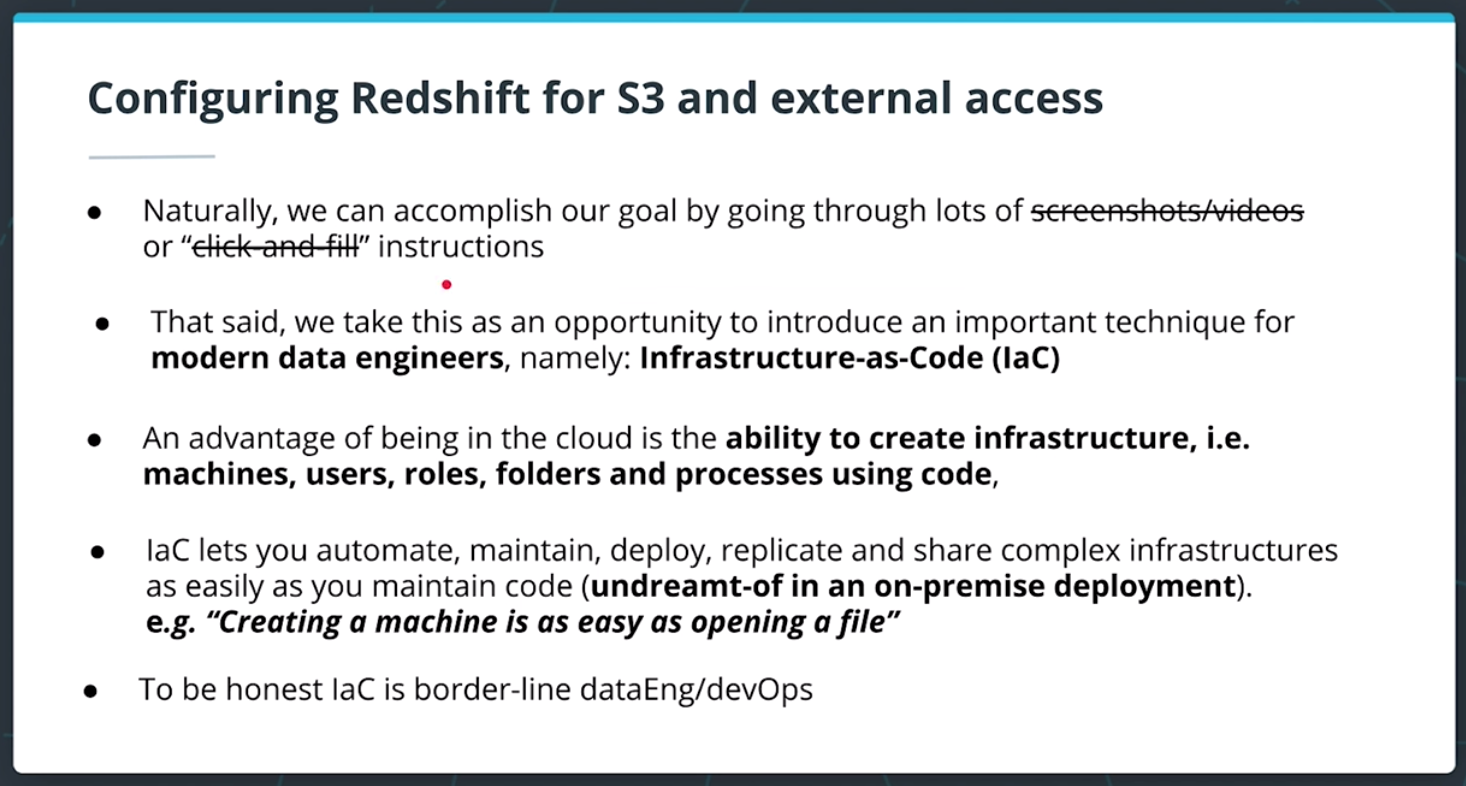 Configuring Redshift for S3 and external access
● Naturally, we can accomplish our goal by going through lots of screenshots/videos
or “click-and-fill” instructions
● That said, we take this as an opportunity to introduce an important technique for
modern data engineers, namely: Infrastructure-as-Code (IaC)
● An advantage of being in the cloud is the ability to create infrastructure, i.e.
machines, users, roles, folders and processes using code,
● IaC lets you automate, maintain, deploy, replicate and share complex infrastructures
as easily as you maintain code (undreamt-of in an on-premise deployment).
e.g. “Creating a machine is as easy as opening a file”
● To be honest IaC is border-line dataEng/devOps